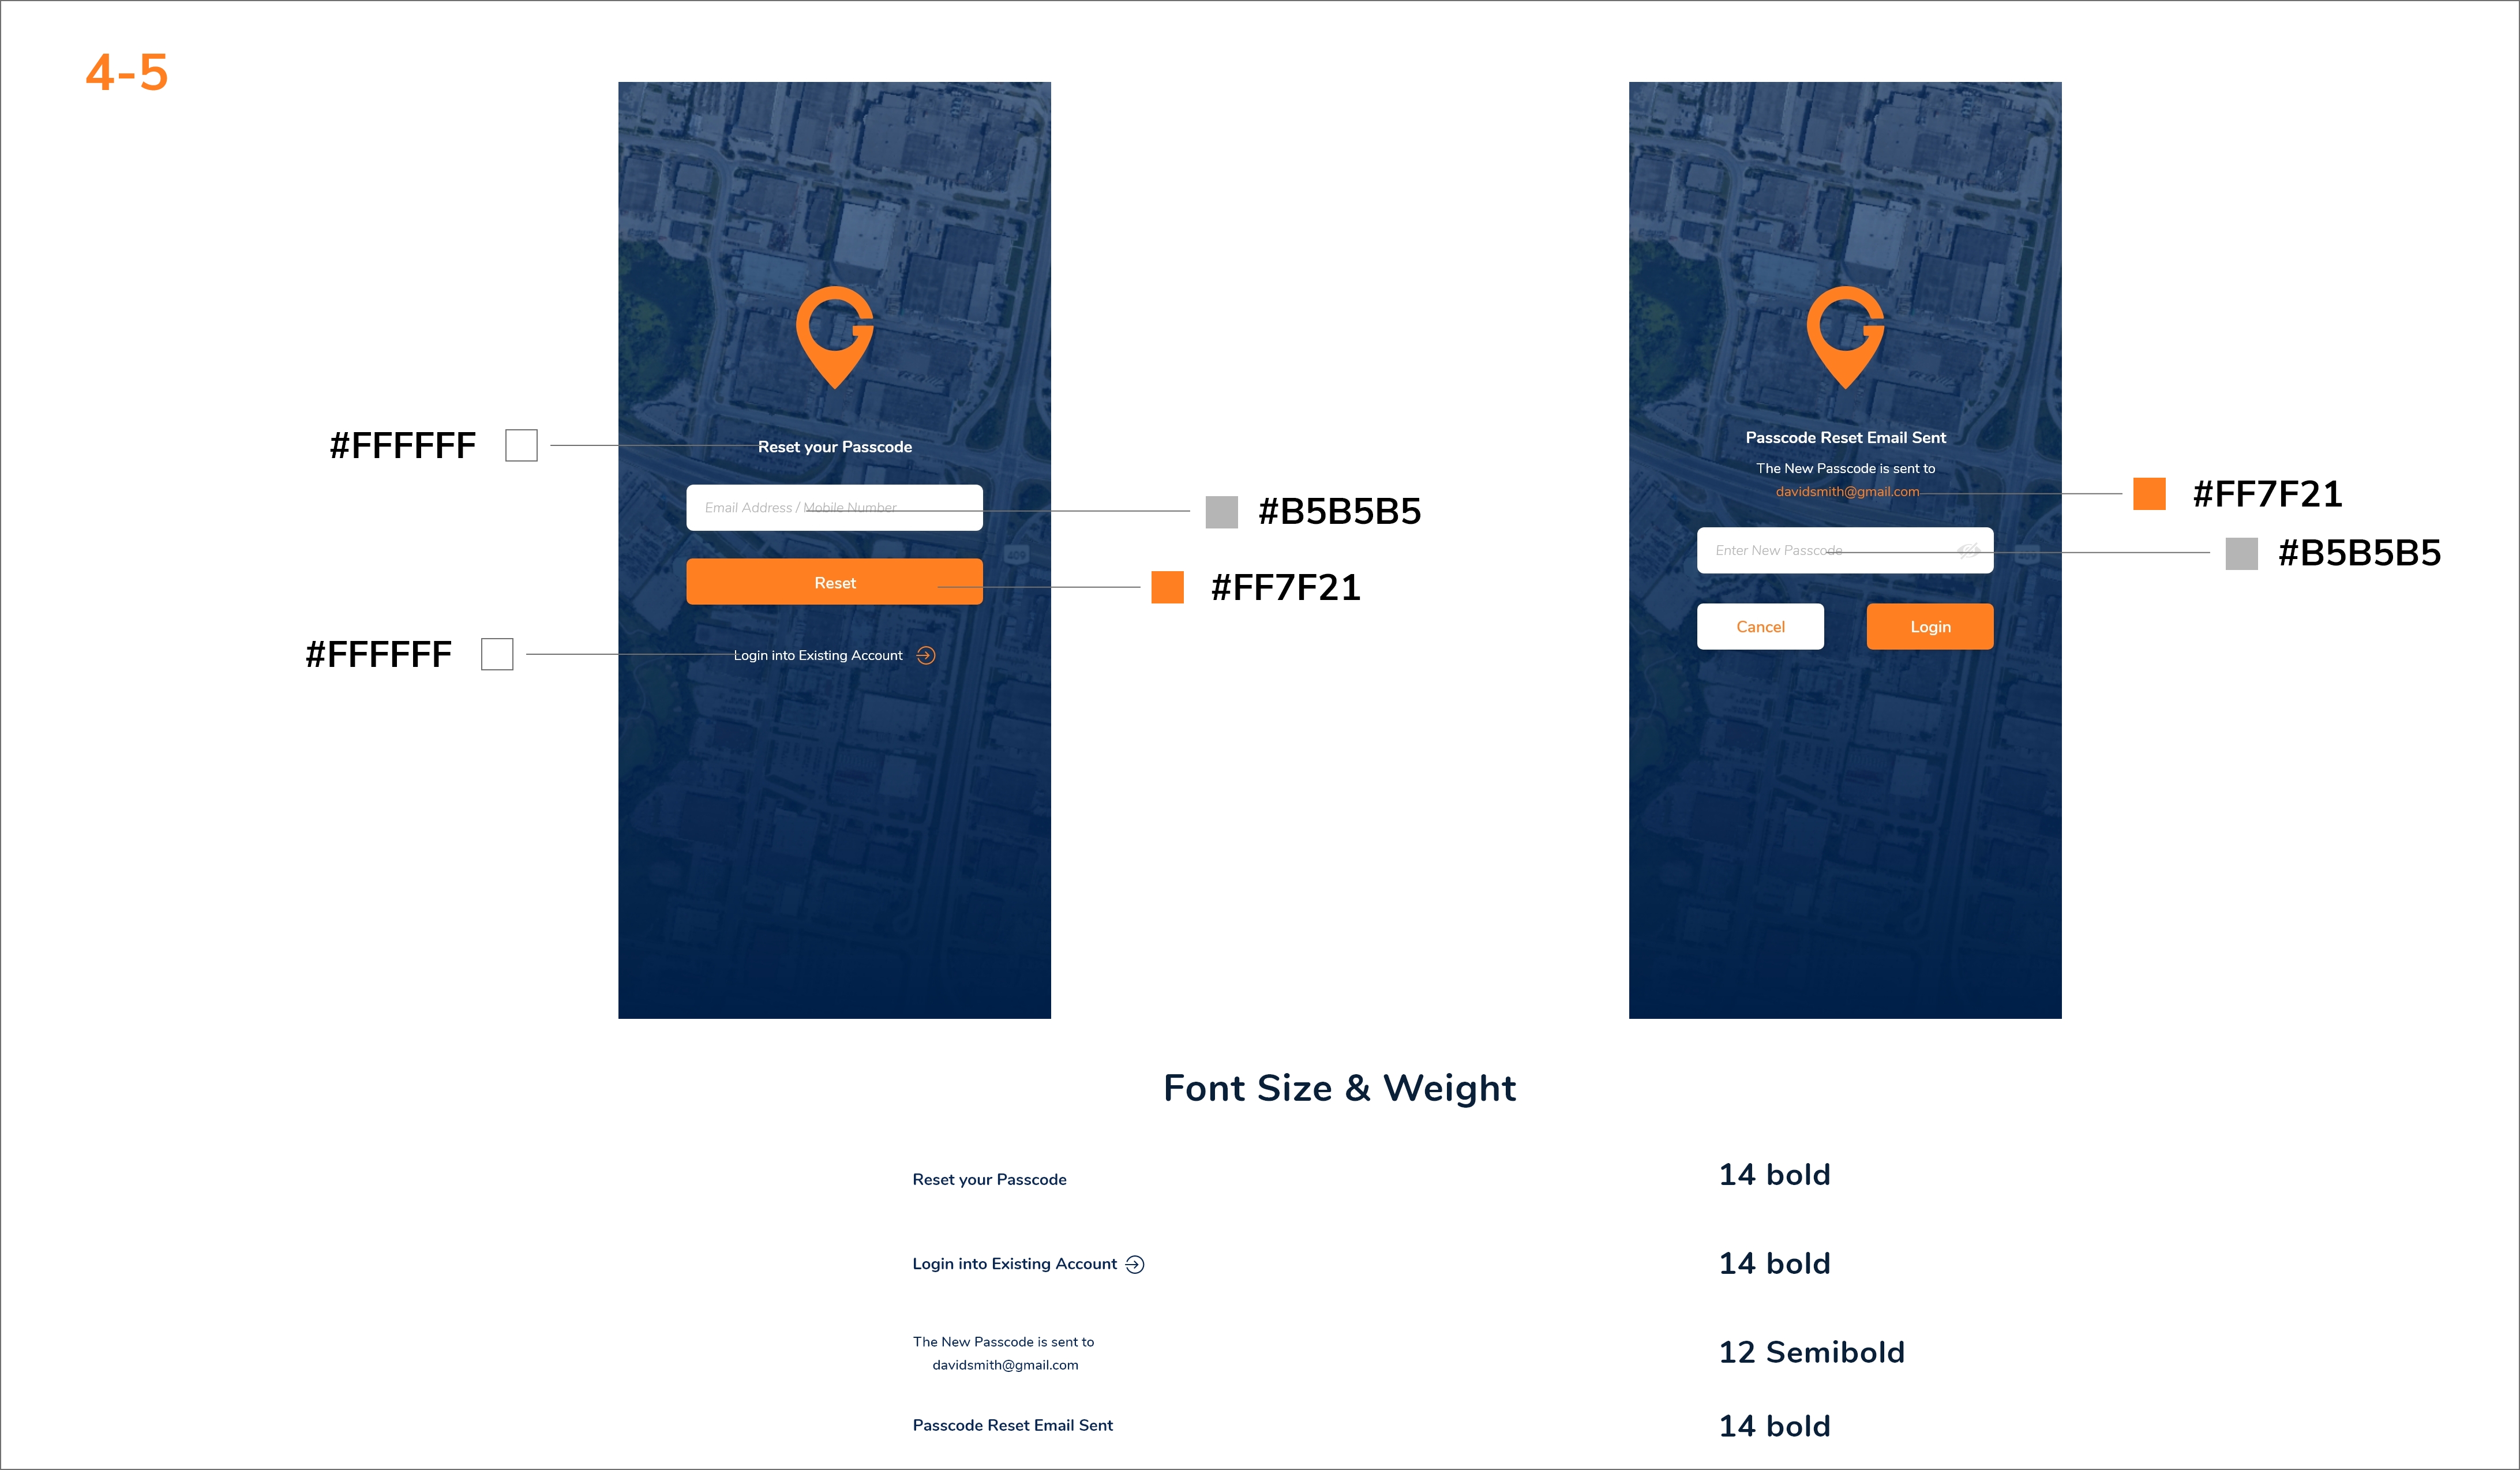 4-5
#FFFFFF
Reset your Passcode
Email Address / Mobile Number
#B5B5B5
Reset
#FF7F21
#FFFFFF
Login into Existing Account
409
Passcode Reset Email Sent
The New Passcode is sent to
davidsmith@gmail.com
#FF7F21
Enter New Passcode
#B5B5B5
Cancel
Login
Font Size & Weight
Reset your Passcode
14 bold
Login into Existing Account
14 bold
The New Passcode is sent to
davidsmith@gmail.com
12 Semibold
Passcode Reset Email Sent
14 bold